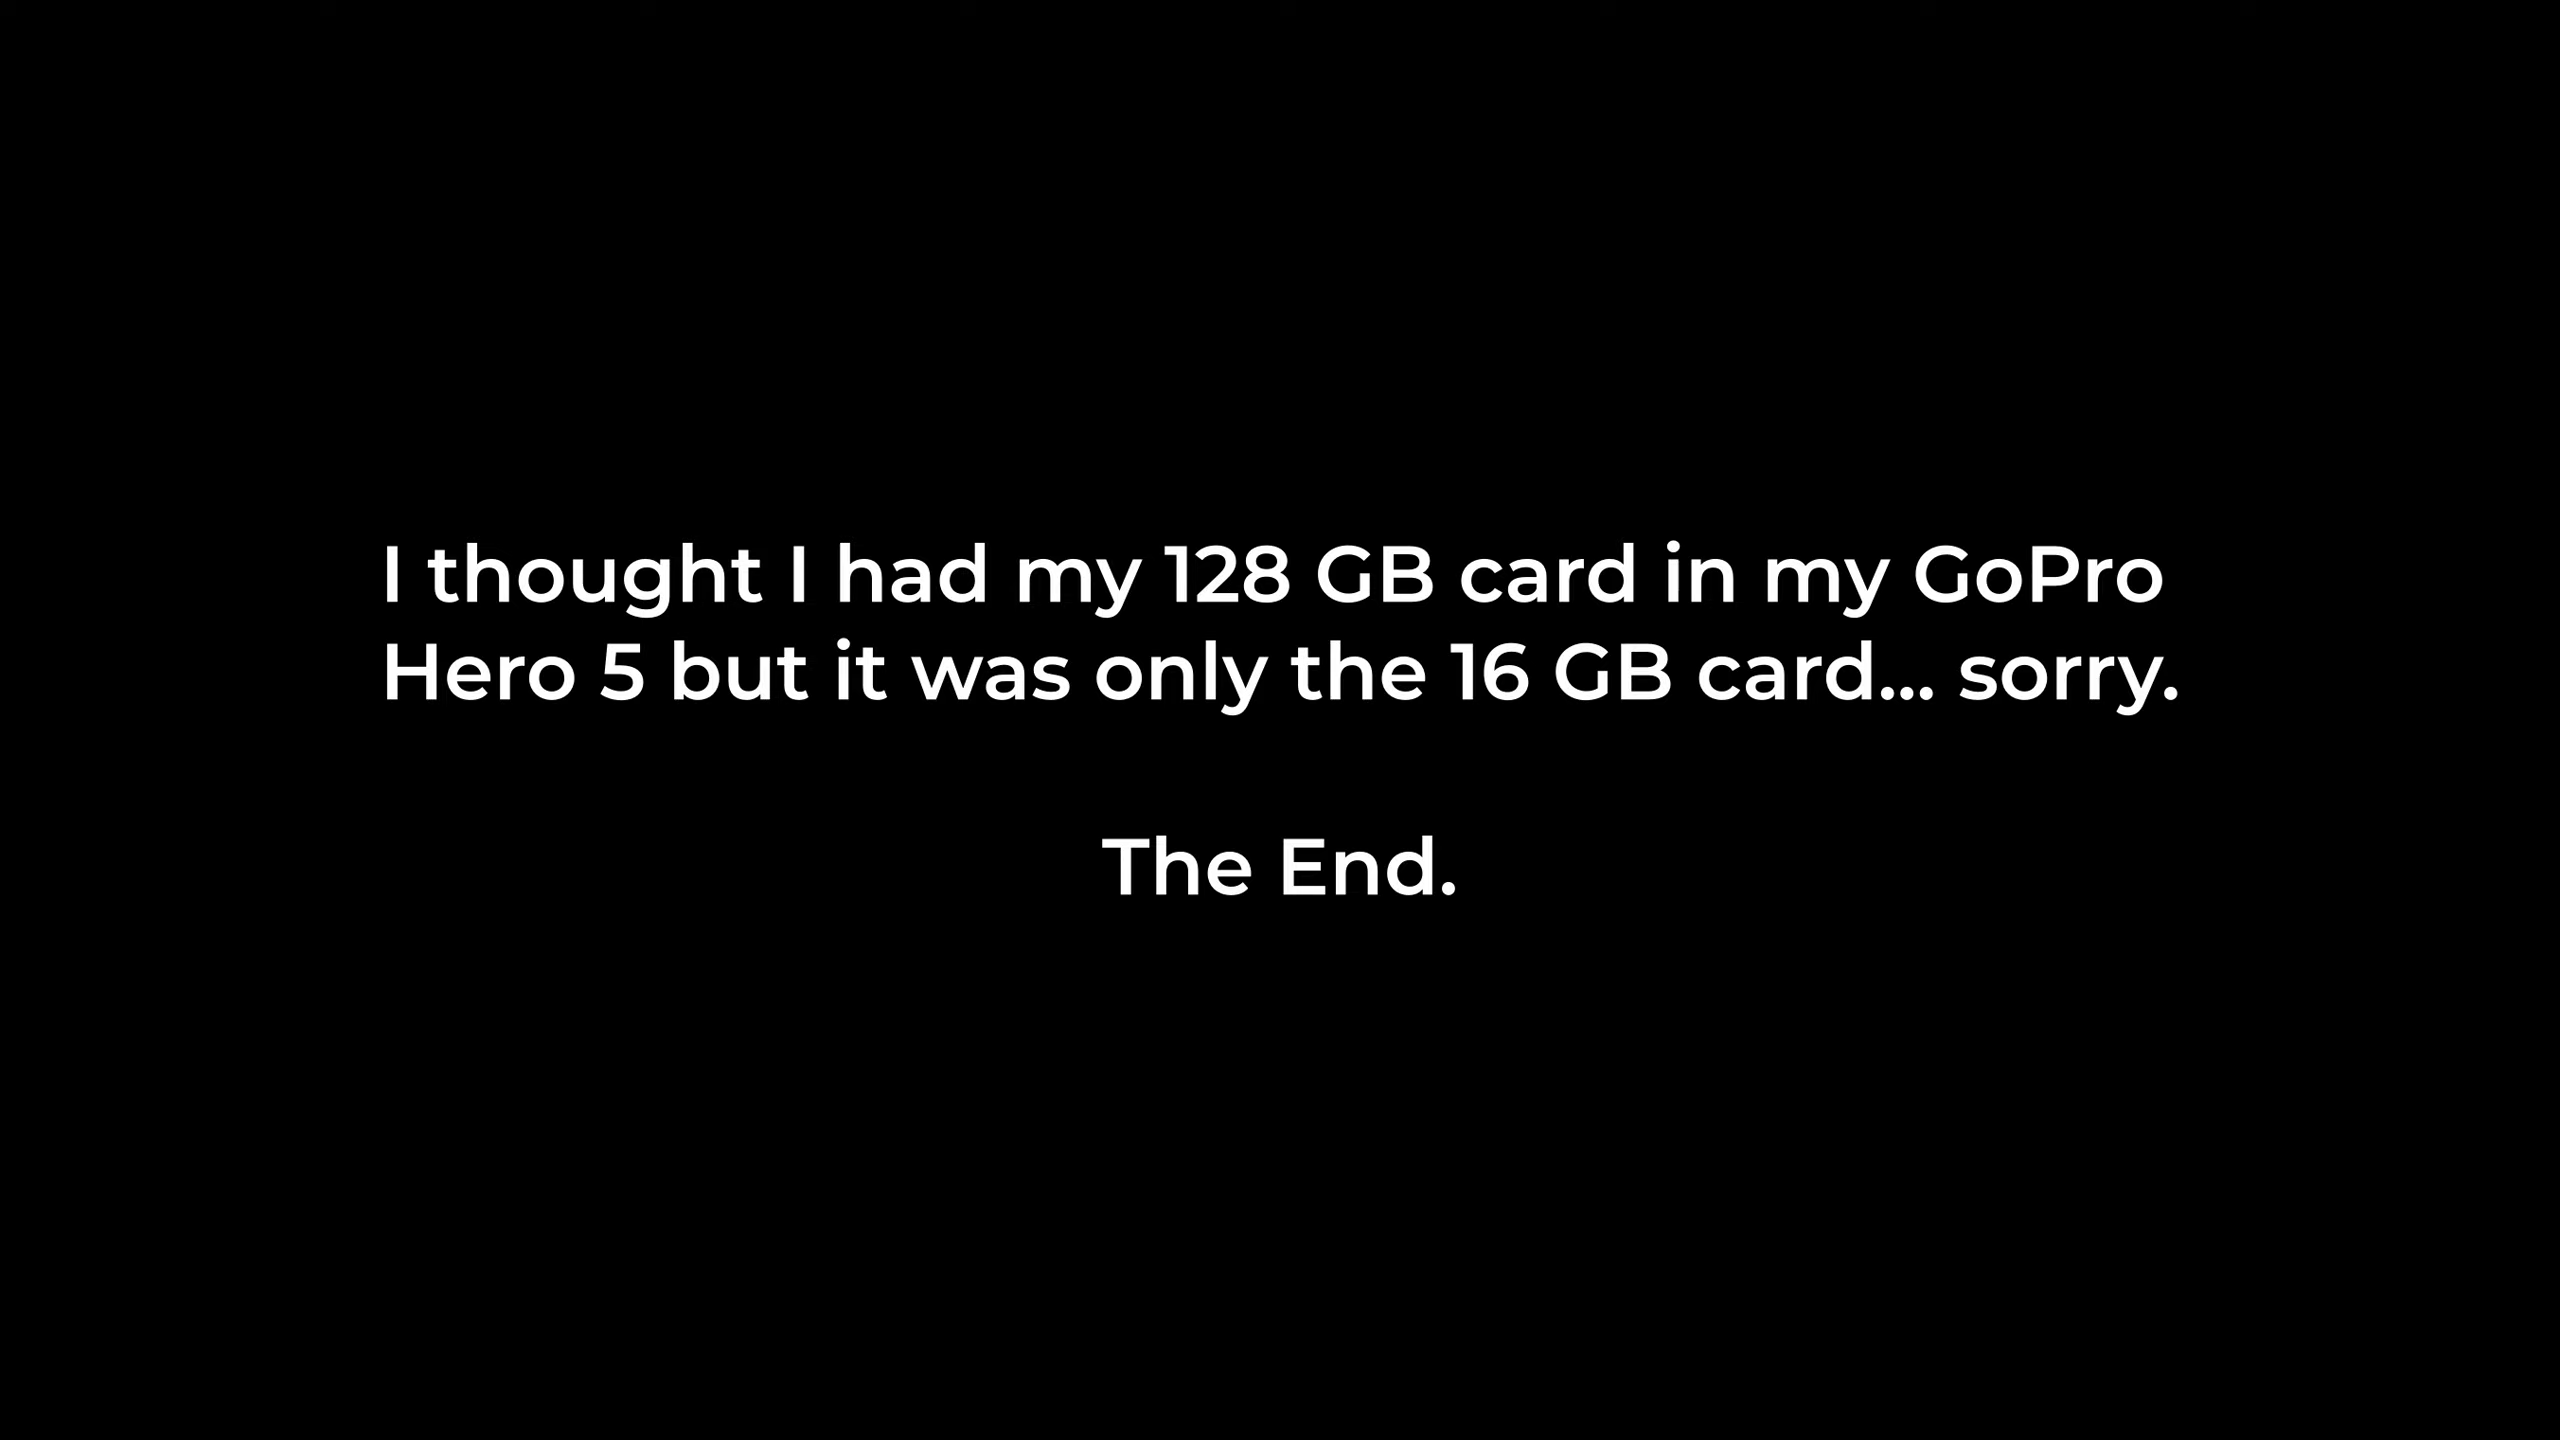 I thought I had my 128 GB card in my GoPro
Hero 5 but it was only the 16 GB card... sorry.
The End.